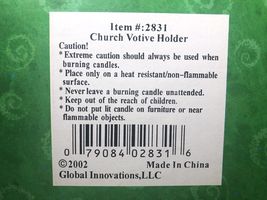 Item #:2831
Church Votive Holder
Caution!
* Extreme caution should always be used when
burning candles.
* Place only on a heat resistant/non-flammable
surface.
* Never leave a burning candle unattended.
* Keep out of the reach of children.
* Do not put lit candle on furniture or near
flammable objects.
0 79084 02831 6
©2002 Made In China
Global Innovations,LLC